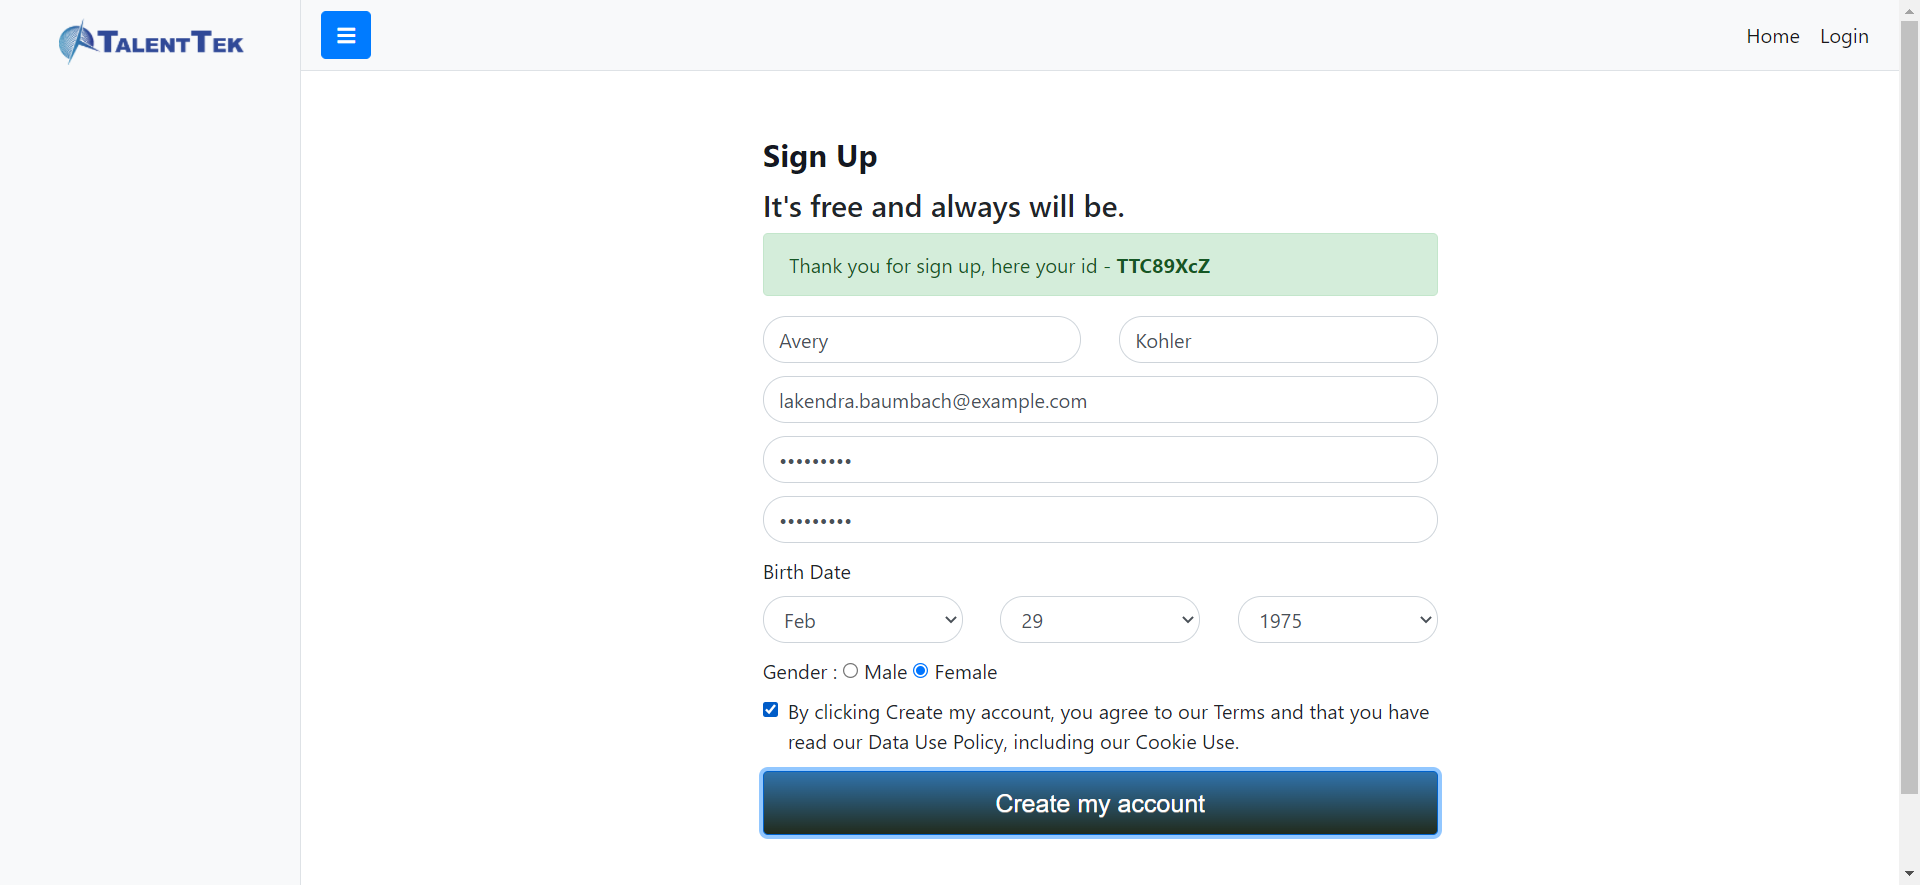 TALENTTEK
Home Login
Sign Up
It's free and always will be.
Thank you for sign up, here your id - TTC89XcZ
Avery Kohler
lakendra.baumbach@example.com
•••••••••
•••••••••
Birth Date
Feb 29 1975
Gender : Male Female
By clicking Create my account, you agree to our Terms and that you have
read our Data Use Policy, including our Cookie Use.
Create my account